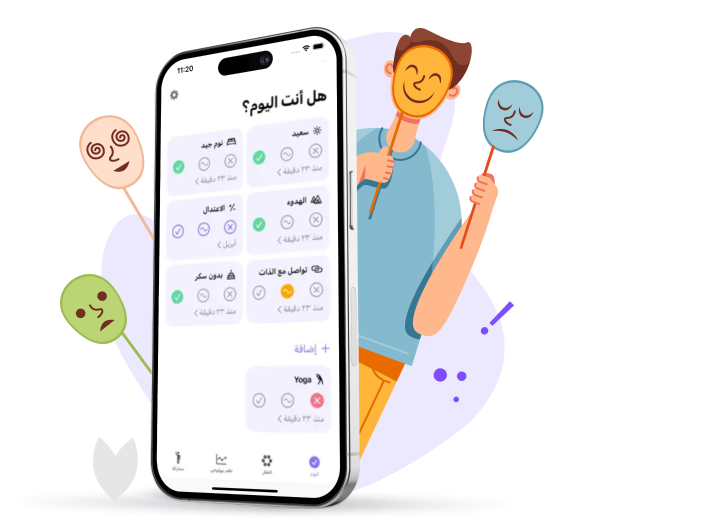 11:20
هل أنت اليوم؟
سعيد
منذ ٢٣ دقيقة
نوم جيد
منذ ٢٣ دقيقة
الهدوء
منذ ٢٣ دقيقة
الاعتدال
أبريل
تواصل مع الذات
منذ ٢٣ دقيقة
بدون سكر
منذ ٢٣ دقيقة
+ إضافة
Yoga
منذ ٢٣ دقيقة
اليوم